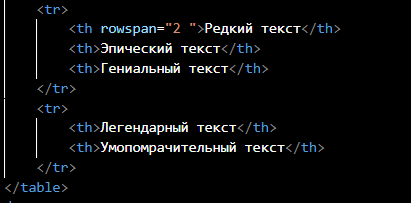 <tr>
<th rowspan="2 ">Редкий текст</th>
<th>Эпический текст</th>
<th>Гениальный текст</th>
</tr>
<tr>
<th>Легендарный текст</th>
<th>Умопомрачительный текст</th>
</tr>
</table>